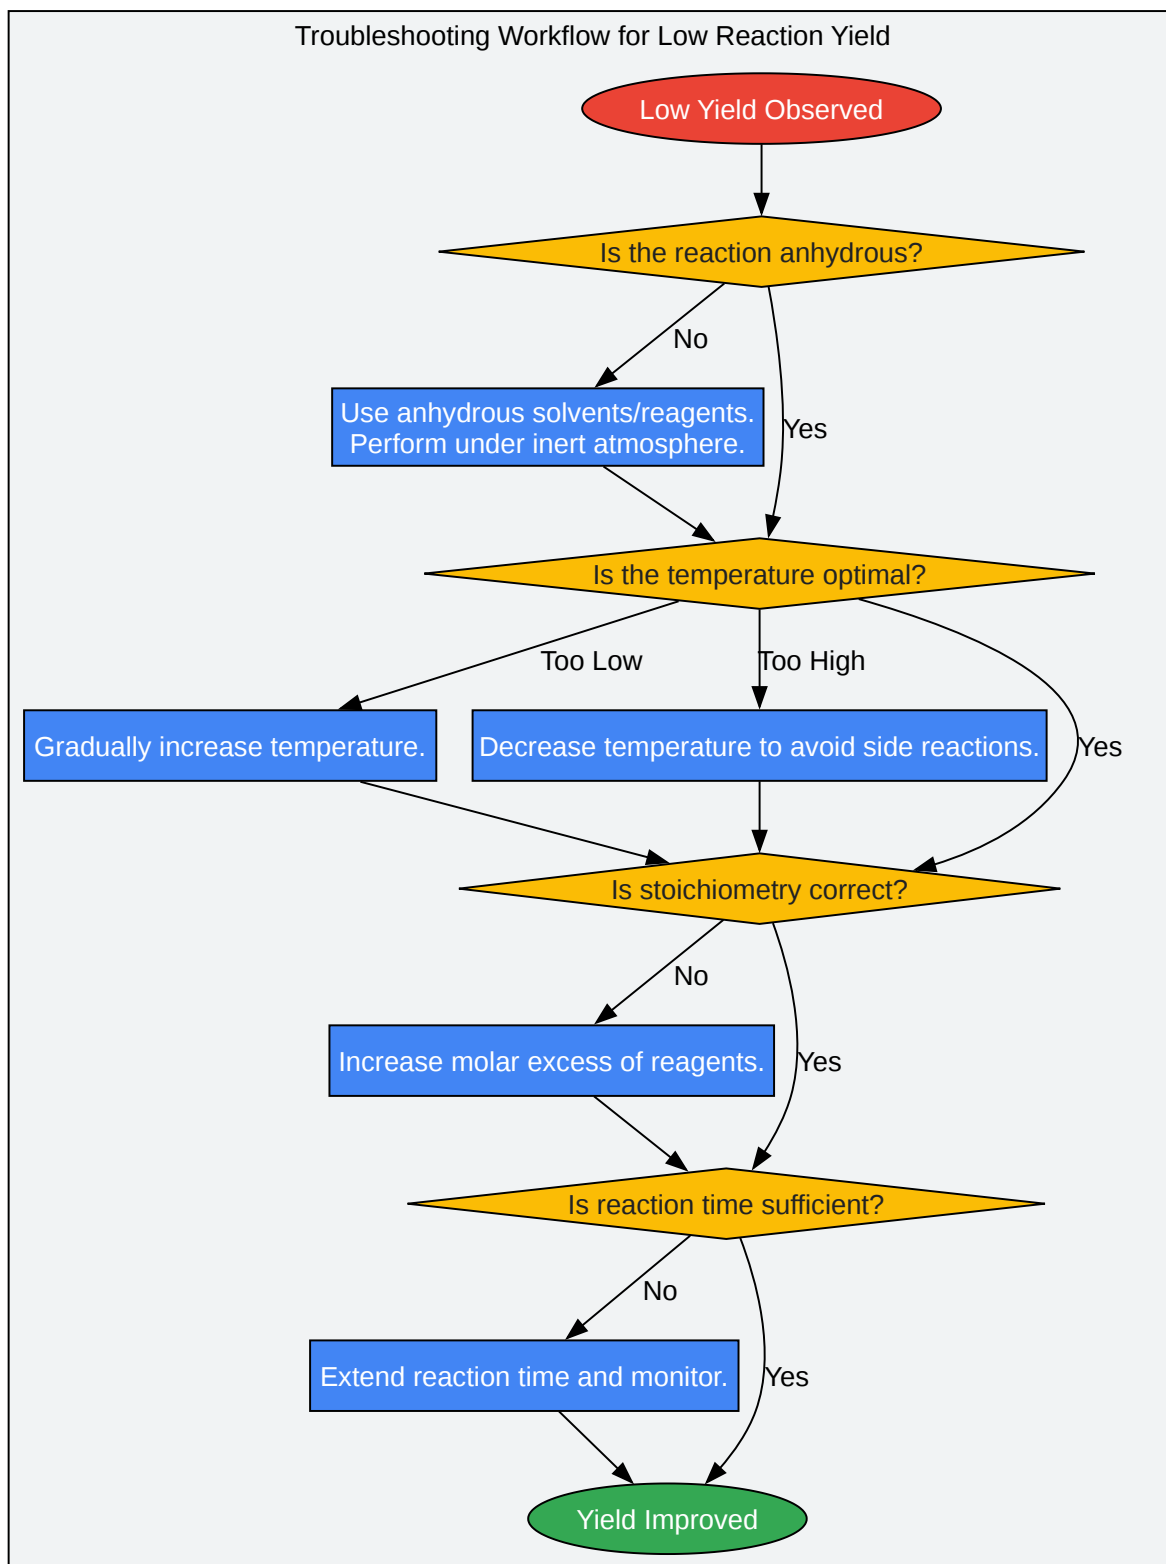 Troubleshooting Workflow for Low Reaction Yield
Low Yield Observed
Is the reaction anhydrous?
No
Use anhydrous solvents/reagents.
Perform under inert atmosphere.
Yes
Is the temperature optimal?
Too Low
Too High
Gradually increase temperature.
Decrease temperature to avoid side reactions.
Yes
Is stoichiometry correct?
No
Increase molar excess of reagents.
Yes
Is reaction time sufficient?
No
Extend reaction time and monitor.
Yes
Yield Improved